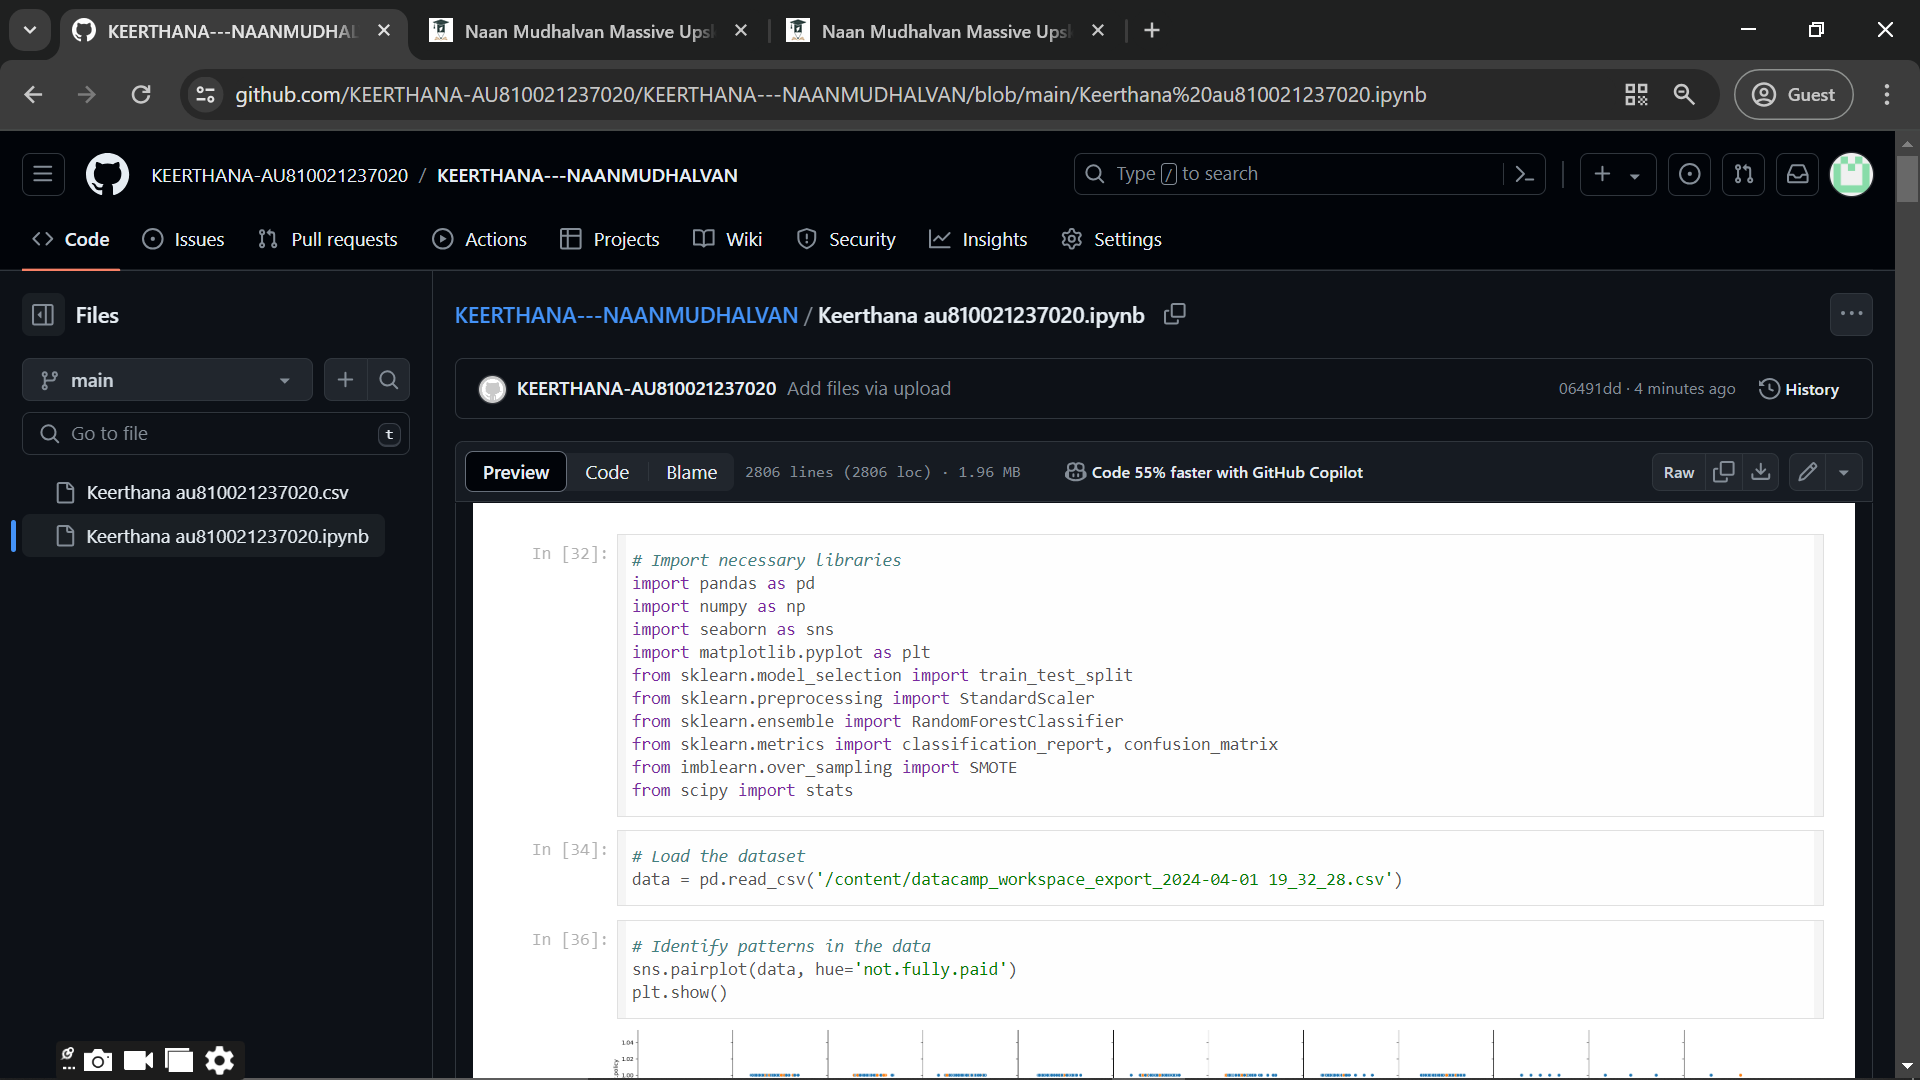 KEERTHANA---NAANMUDHAL
Naan Mudhalvan Massive Upsk
Naan Mudhalvan Massive Upsk
github.com/KEERTHANA-AU810021237020/KEERTHANA---NAANMUDHALVAN/blob/main/Keerthana%20au810021237020.ipynb
Guest
KEERTHANA-AU810021237020 / KEERTHANA---NAANMUDHALVAN
Type / to search
Code
Issues
Pull requests
Actions
Projects
Wiki
Security
Insights
Settings
Files
main
Go to file
t
Keerthana au810021237020.csv
Keerthana au810021237020.ipynb
KEERTHANA---NAANMUDHALVAN / Keerthana au810021237020.ipynb
KEERTHANA-AU810021237020 Add files via upload
06491dd · 4 minutes ago
History
Preview
Code
Blame
2806 lines (2806 loc) · 1.96 MB
Code 55% faster with GitHub Copilot
Raw
In [32]:
# Import necessary libraries
import pandas as pd
import numpy as np
import seaborn as sns
import matplotlib.pyplot as plt
from sklearn.model_selection import train_test_split
from sklearn.preprocessing import StandardScaler
from sklearn.ensemble import RandomForestClassifier
from sklearn.metrics import classification_report, confusion_matrix
from imblearn.over_sampling import SMOTE
from scipy import stats
In [34]:
# Load the dataset
data = pd.read_csv('/content/datacamp_workspace_export_2024-04-01 19_32_28.csv')
In [36]:
# Identify patterns in the data
sns.pairplot(data, hue='not.fully.paid')
plt.show()
1.04
1.02
1.00